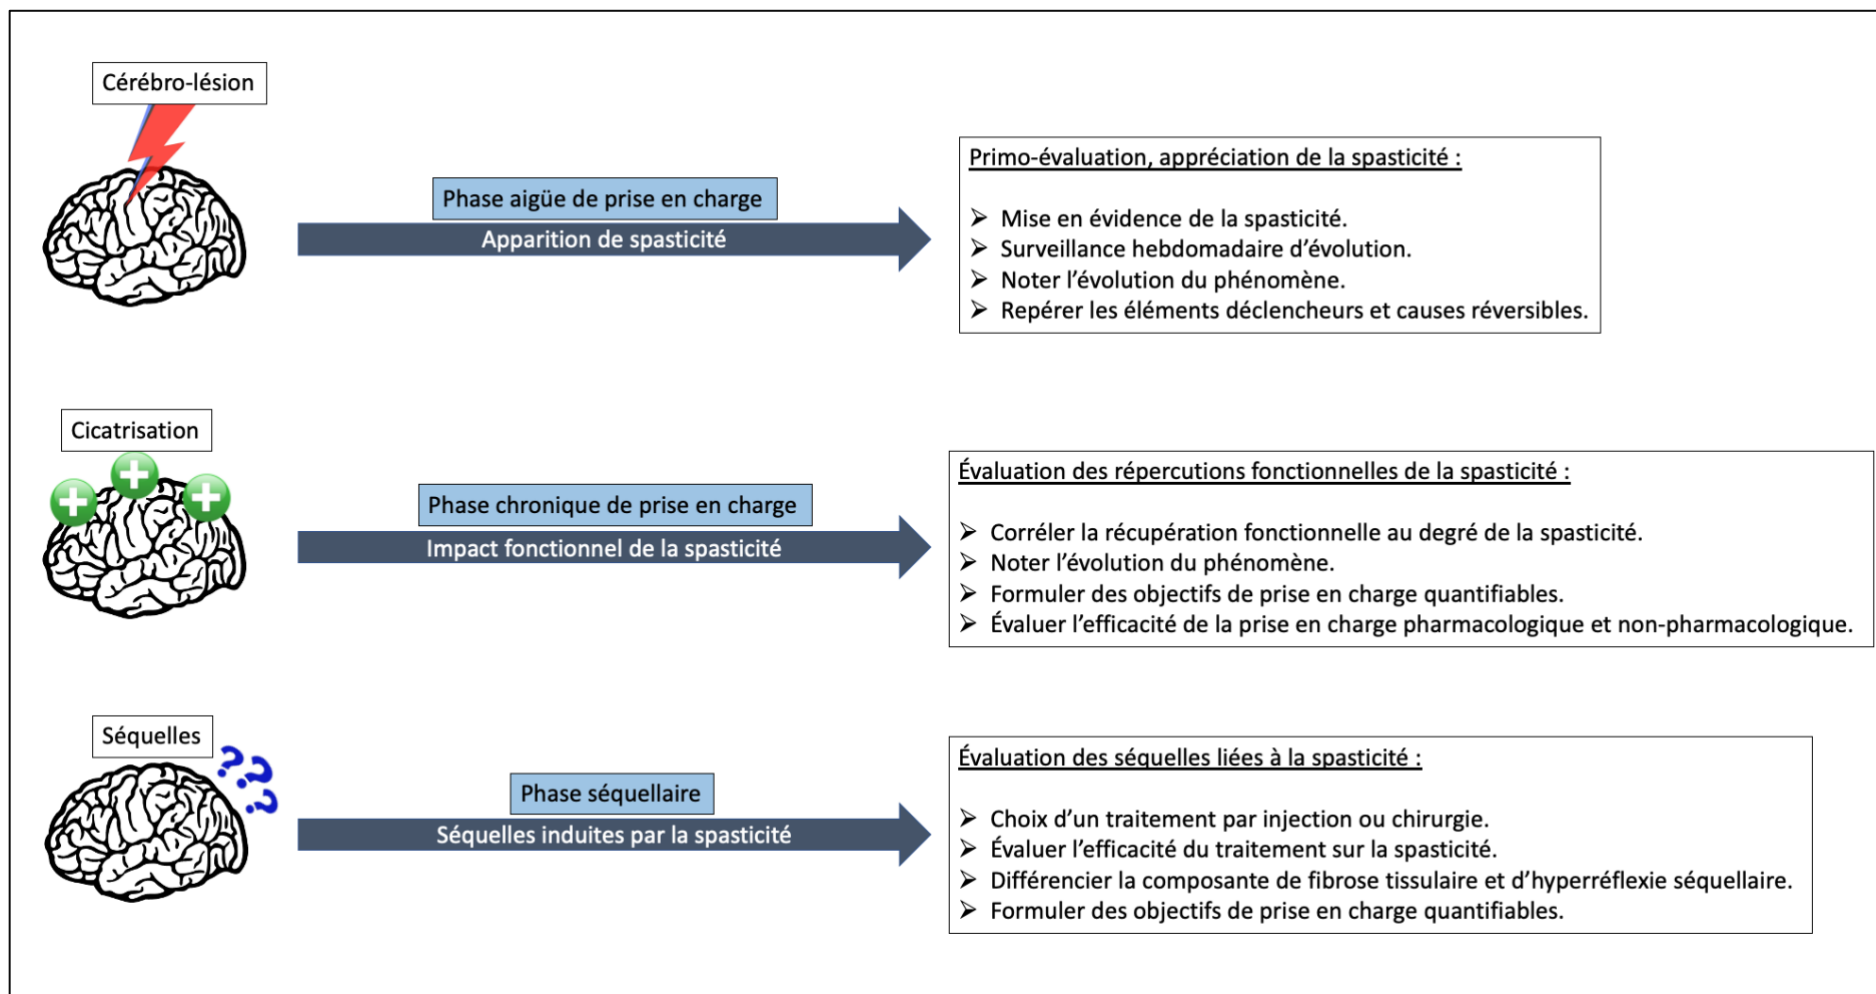 Cérébro-lésion
Phase aigüe de prise en charge
Apparition de spasticité
Primo-évaluation, appréciation de la spasticité :
➢ Mise en évidence de la spasticité.
➢ Surveillance hebdomadaire d’évolution.
➢ Noter l’évolution du phénomène.
➢ Repérer les éléments déclencheurs et causes réversibles.
Cicatrisation
Phase chronique de prise en charge
Impact fonctionnel de la spasticité
Évaluation des répercutions fonctionnelles de la spasticité :
➢ Corréler la récupération fonctionnelle au degré de la spasticité.
➢ Noter l’évolution du phénomène.
➢ Formuler des objectifs de prise en charge quantifiables.
➢ Évaluer l’efficacité de la prise en charge pharmacologique et non-pharmacologique.
Séquelles
???
Phase séquellaire
Séquelles induites par la spasticité
Évaluation des séquelles liées à la spasticité :
➢ Choix d’un traitement par injection ou chirurgie.
➢ Évaluer l’efficacité du traitement sur la spasticité.
➢ Différencier la composante de fibrose tissulaire et d’hyperréflexie séquellaire.
➢ Formuler des objectifs de prise en charge quantifiables.